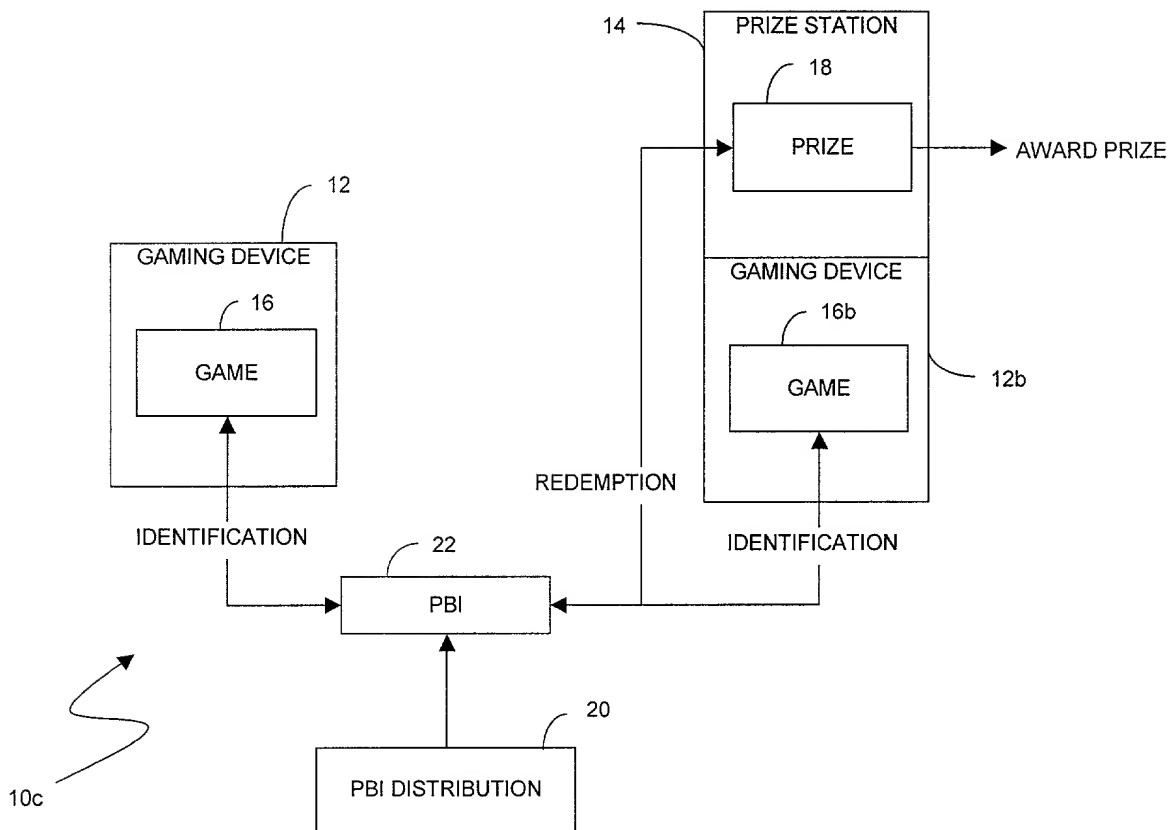 14
PRIZE STATION
18
PRIZE
AWARD PRIZE
12
GAMING DEVICE
16
GAME
GAMING DEVICE
16b
GAME
12b
REDEMPTION
IDENTIFICATION
IDENTIFICATION
22
PBI
20
PBI DISTRIBUTION
10c